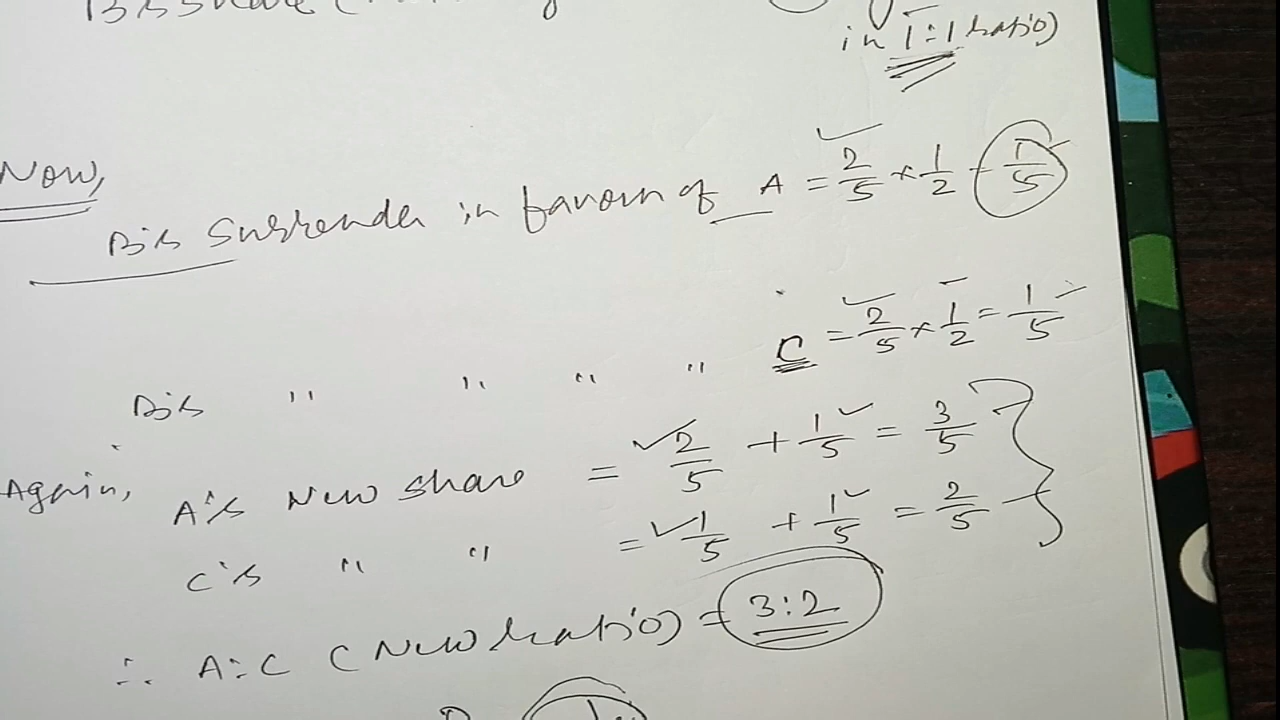 B's share (
in 1:1 ratio)
Now,
B's surrender in favour of A = 2/5 × 1/2 = 1/5
B's " " " " C = 2/5 × 1/2 = 1/5
Again, A's New share = 2/5 + 1/5 = 3/5
C's " " = 1/5 + 1/5 = 2/5
∴ A:C (New ratio) = 3:2